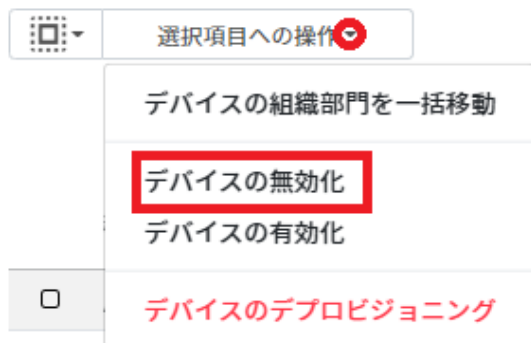 選択項目への操作
デバイスの組織部門を一括移動
デバイスの無効化
デバイスの有効化
デバイスのデプロビジョニング